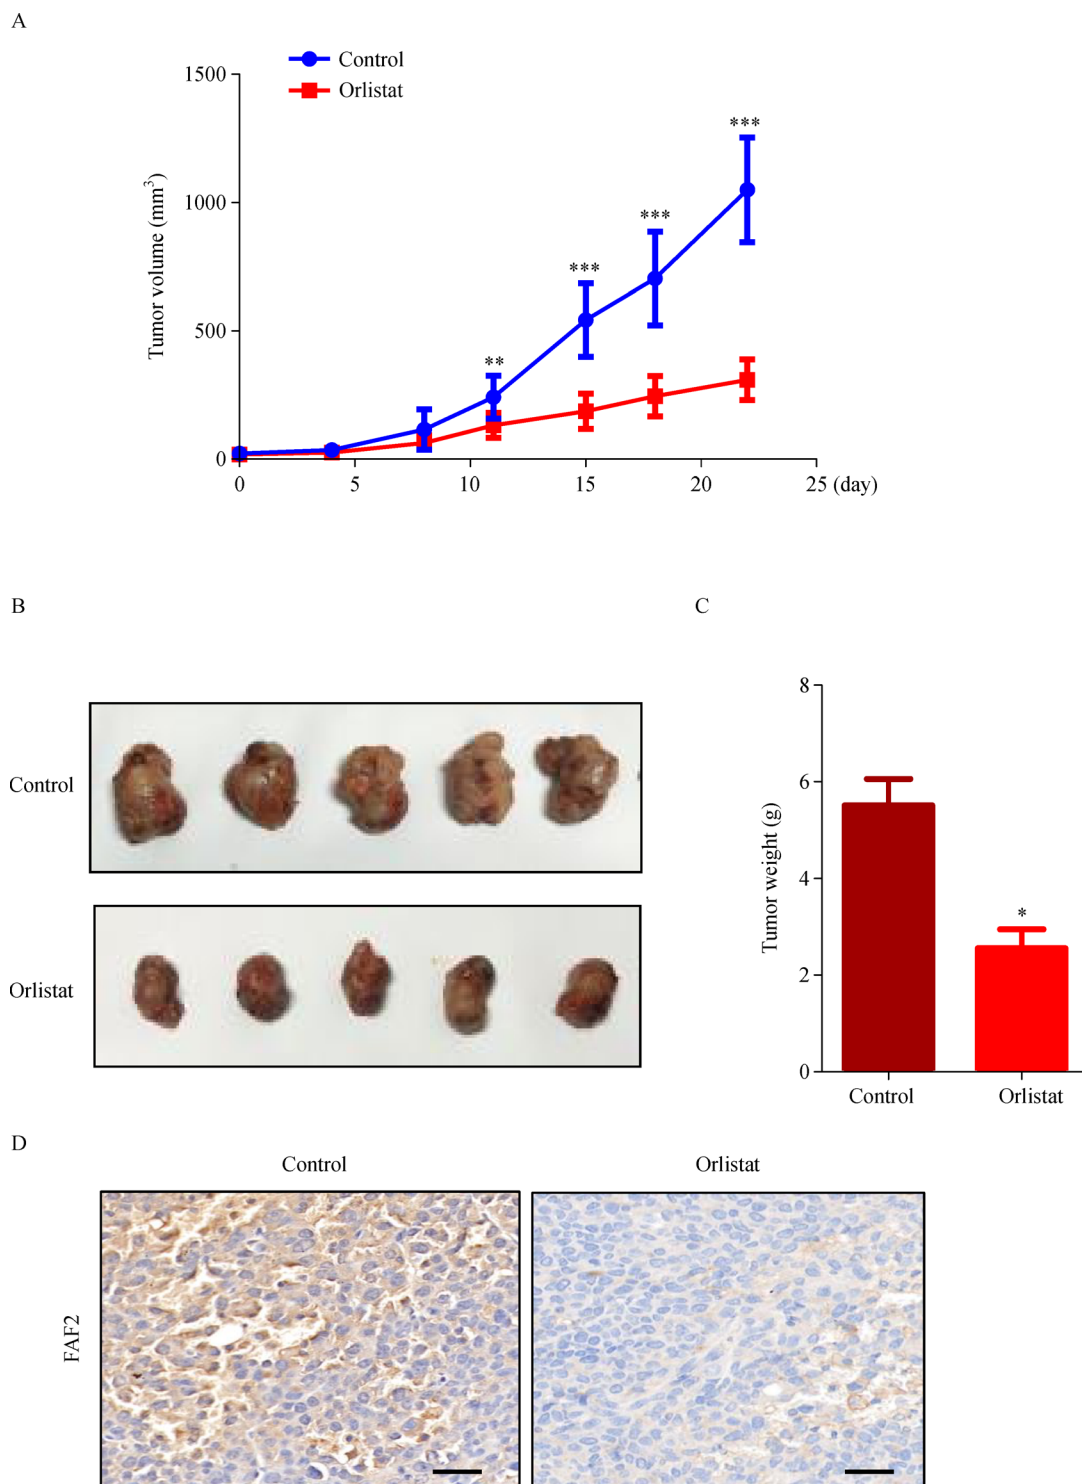 A
Control
Orlistat
Tumor volume (mm³)
1500
1000
500
0
***
***
***
**
0 5 10 15 20 25 (day)
B
Control
Orlistat
C
Tumor weight (g)
8
6
4
2
0
*
Control Orlistat
D
Control Orlistat
FAF2